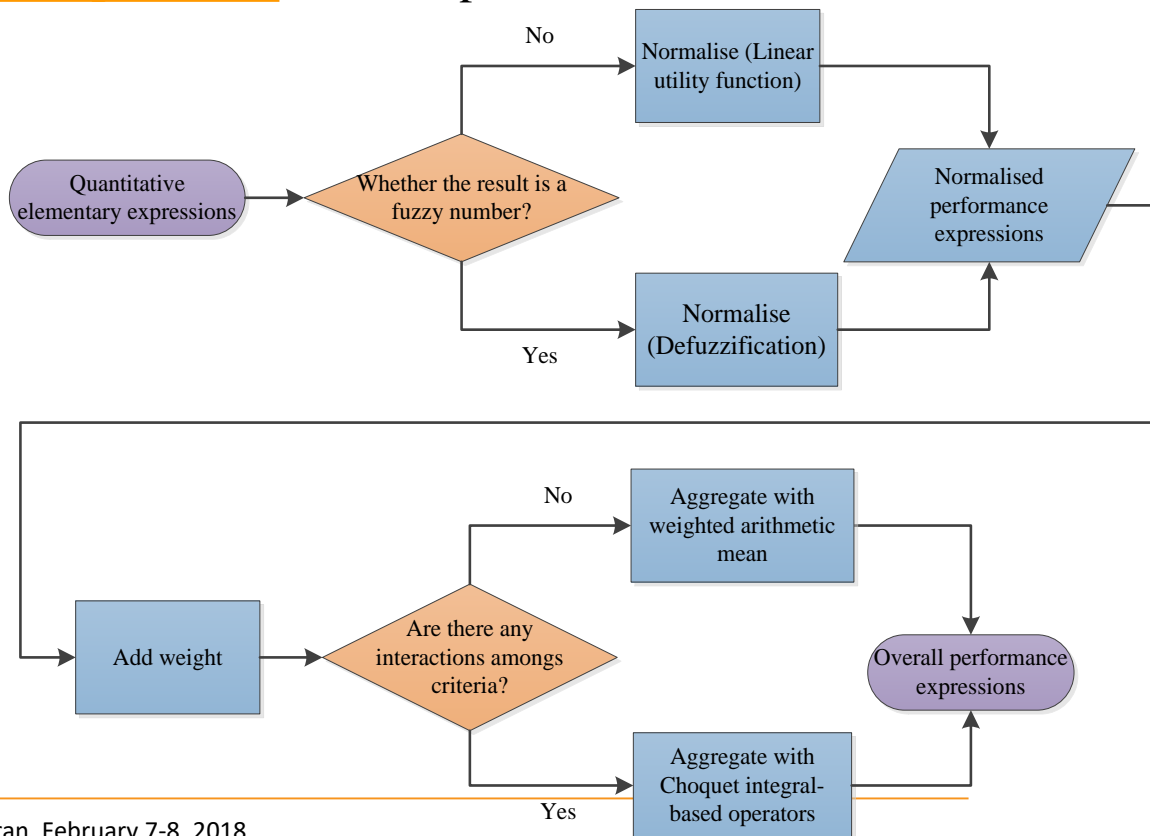 No
Normalise (Linear
utility function)
Quantitative
elementary expressions
Whether the result is a
fuzzy number?
Normalised
performance
expressions
Yes
Normalise
(Defuzzification)
No
Aggregate with
weighted arithmetic
mean
Add weight
Are there any
interactions amongs
criteria?
Overall performance
expressions
Yes
Aggregate with
Choquet integral-
based operators
February 7-8, 2018